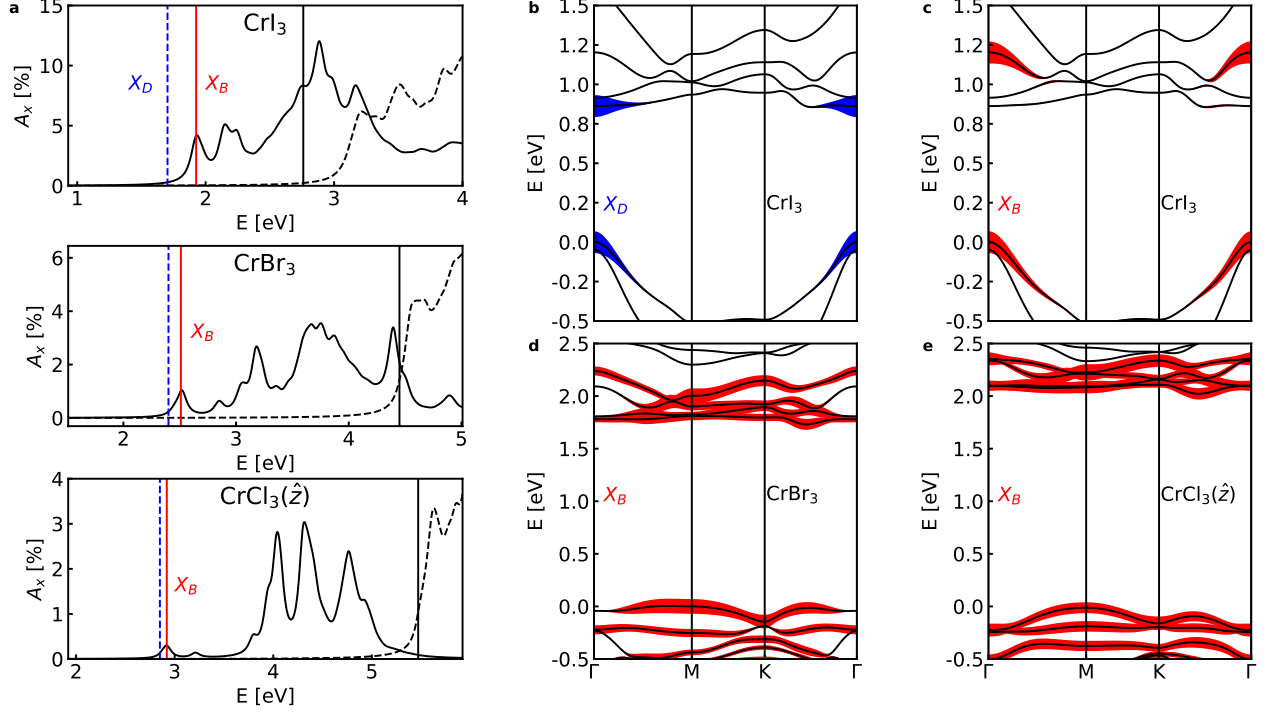 a
15
10
5
0
A_x [%]
CrI3
X_D
X_B
1
2
3
4
E [eV]
6
4
2
0
A_x [%]
CrBr3
X_B
2
3
4
5
E [eV]
4
3
2
1
0
A_x [%]
CrCl3(ẑ)
X_B
2
3
4
5
E [eV]
b
1.5
1.2
1.0
0.8
0.5
0.2
0.0
-0.2
-0.5
E [eV]
X_D
CrI3
c
1.5
1.2
1.0
0.8
0.5
0.2
0.0
-0.2
-0.5
E [eV]
X_B
CrI3
d
2.5
2.0
1.5
1.0
0.5
0.0
-0.5
E [eV]
X_B
CrBr3
Γ
M
K
Γ
e
2.5
2.0
1.5
1.0
0.5
0.0
-0.5
E [eV]
X_B
CrCl3(ẑ)
Γ
M
K
Γ